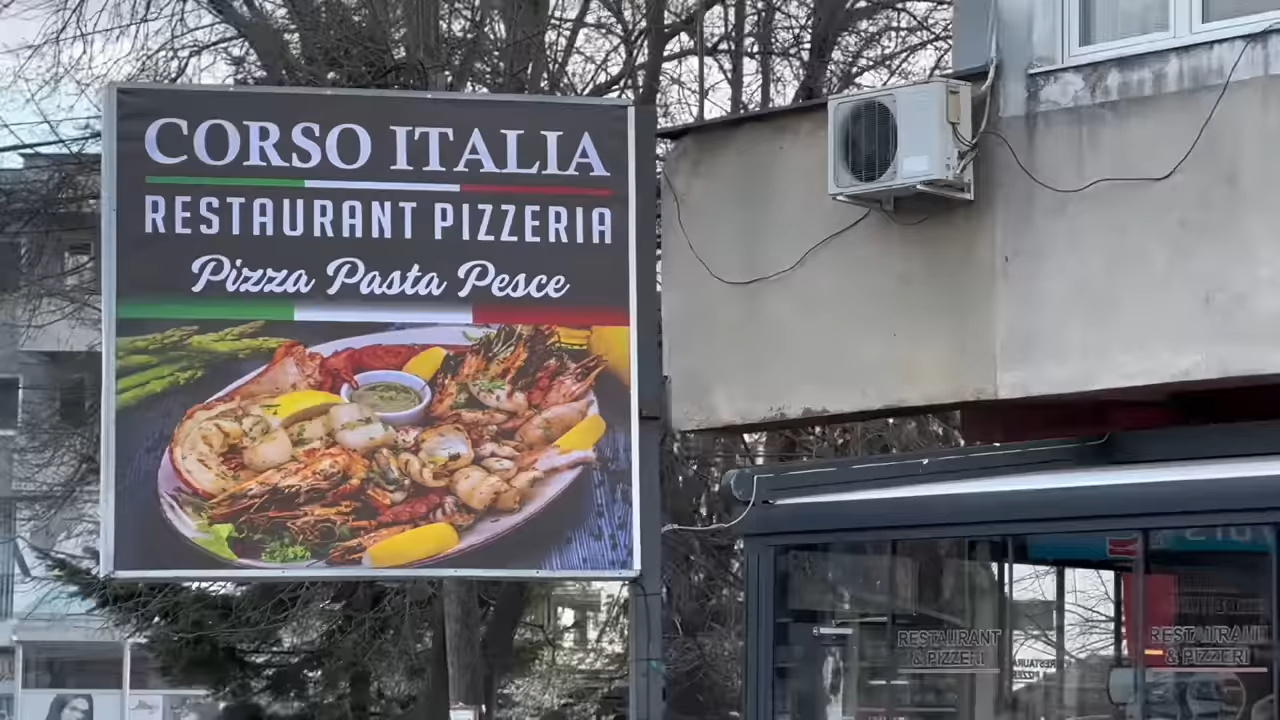 CORSO ITALIA
RESTAURANT PIZZERIA
Pizza Pasta Pesce
RESTAURANT
& PIZZERI
RESTAURANT
& PIZZERI